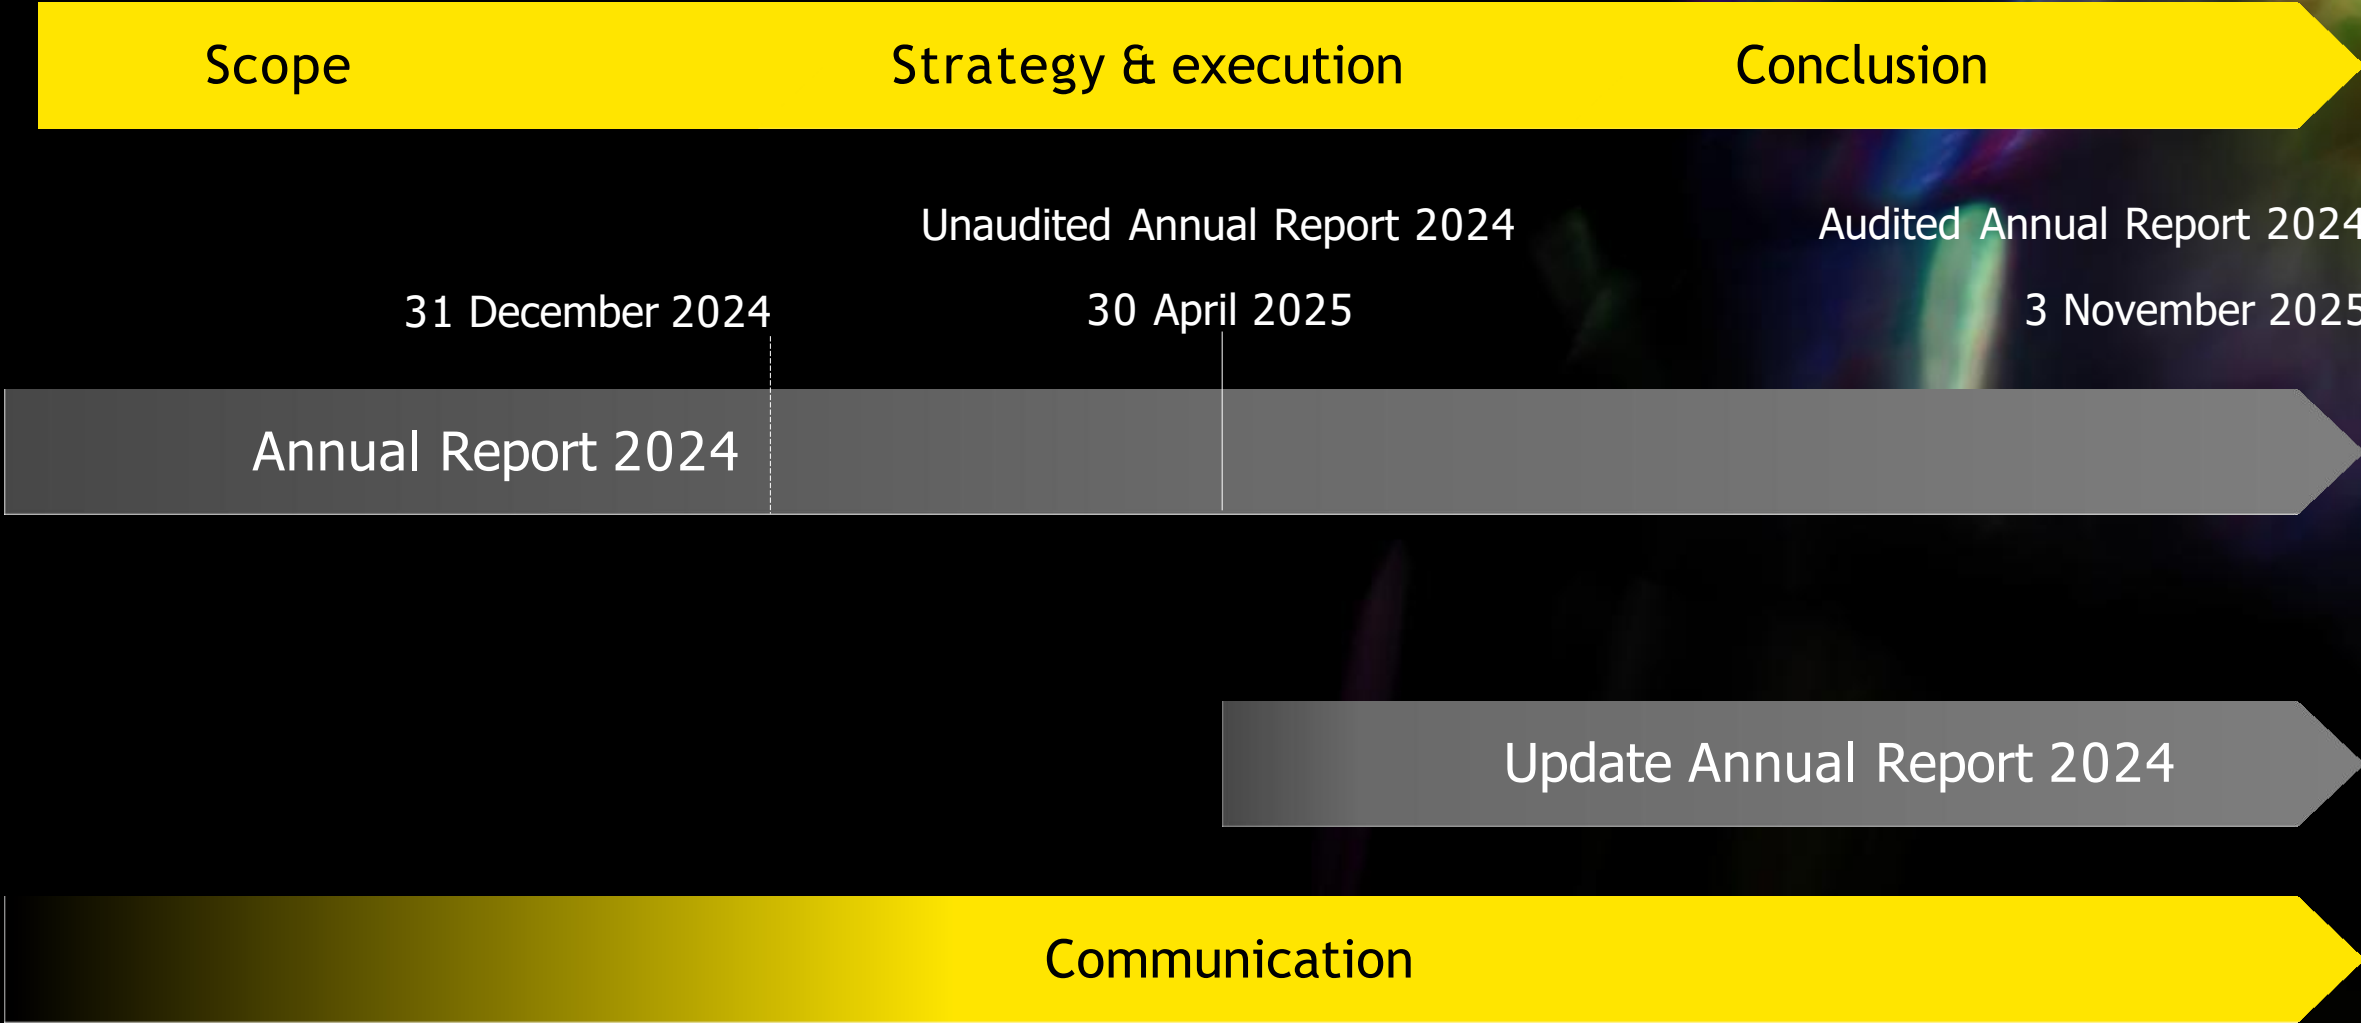 Scope
Strategy & execution
Conclusion
Unaudited Annual Report 2024
Audited Annual Report 2024
31 December 2024
30 April 2025
3 November 2025
Annual Report 2024
Update Annual Report 2024
Communication